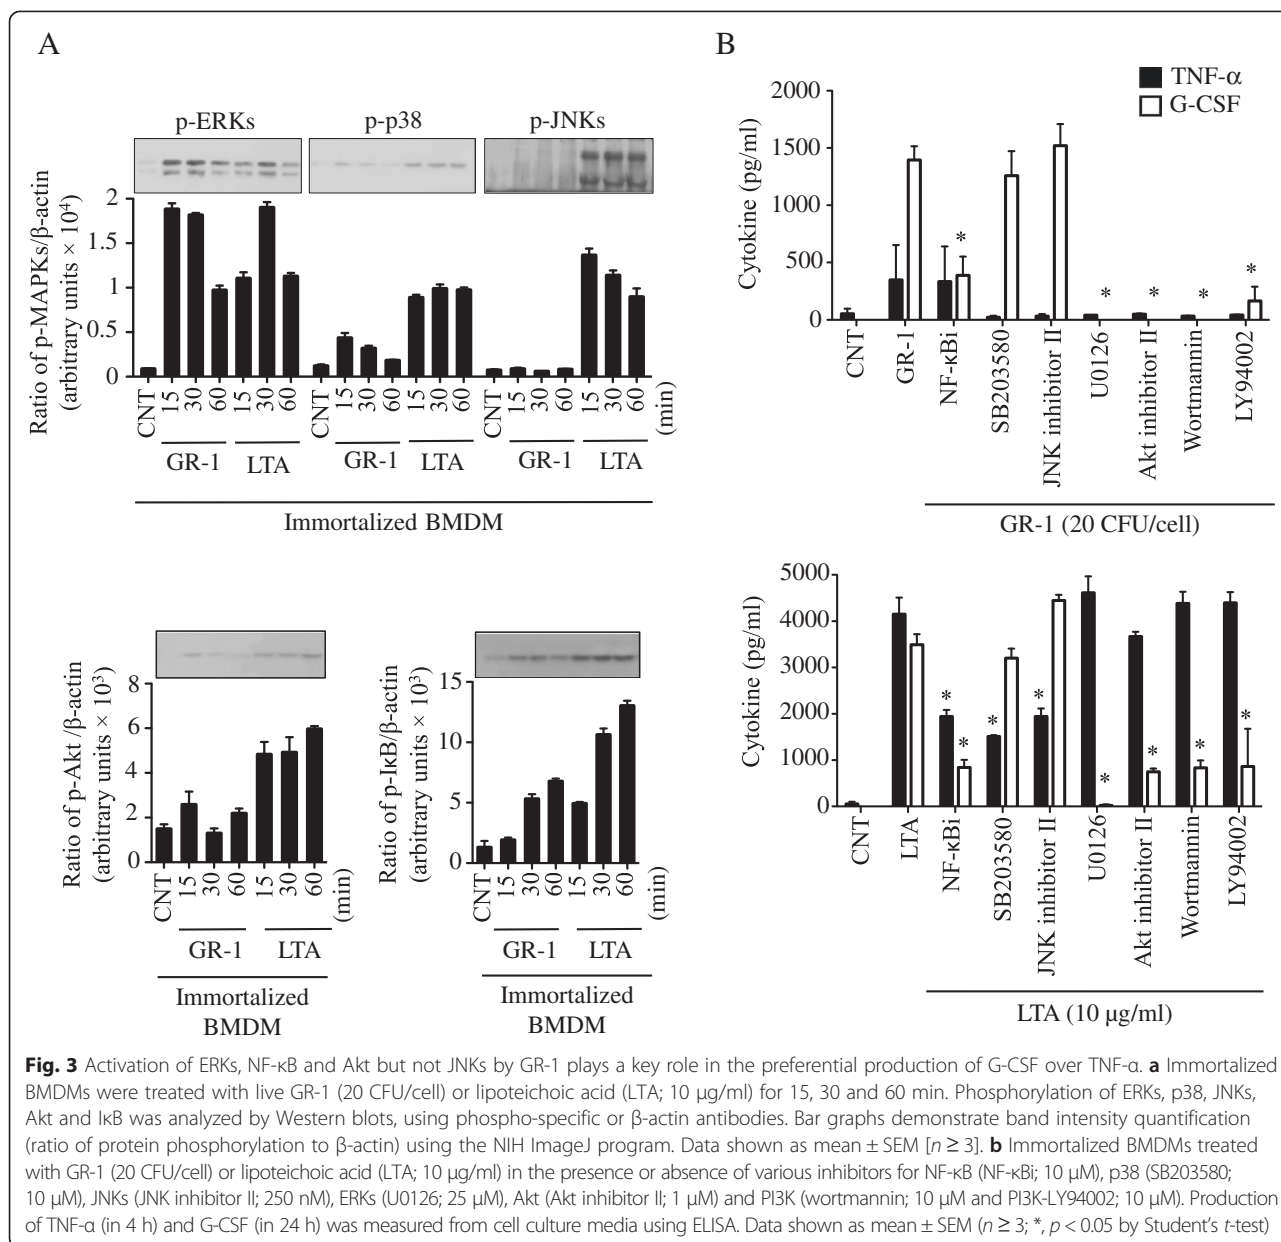 A
p-ERKs
p-p38
p-JNKs
Ratio of p-MAPKs/β-actin
(arbitrary units × 10⁴)
2
1.5
1
0.5
0
CNT 15 30 60 15 30 60 CNT 15 30 60 15 30 60 CNT 15 30 60 15 30 60 (min)
GR-1 LTA GR-1 LTA GR-1 LTA
Immortalized BMDM
Ratio of p-Akt /β-actin
(arbitrary units × 10³)
8
6
4
2
0
CNT 15 30 60 15 30 60 (min)
GR-1 LTA
Immortalized
BMDM
Ratio of p-IκB/β-actin
(arbitrary units × 10³)
15
10
5
0
CNT 15 30 60 15 30 60 (min)
GR-1 LTA
Immortalized
BMDM
B
TNF-α
G-CSF
Cytokine (pg/ml)
2000
1500
1000
500
0
* * * * *
CNT GR-1 NF-κBi SB203580 JNK inhibitor II U0126 Akt inhibitor II Wortmannin LY94002
GR-1 (20 CFU/cell)
Cytokine (pg/ml)
5000
4000
3000
2000
1000
0
* * * * * * * *
CNT LTA NF-κBi SB203580 JNK inhibitor II U0126 Akt inhibitor II Wortmannin LY94002
LTA (10 µg/ml)
Fig. 3 Activation of ERKs, NF-κB and Akt but not JNKs by GR-1 plays a key role in the preferential production of G-CSF over TNF-α. a Immortalized
BMDMs were treated with live GR-1 (20 CFU/cell) or lipoteichoic acid (LTA; 10 µg/ml) for 15, 30 and 60 min. Phosphorylation of ERKs, p38, JNKs,
Akt and IκB was analyzed by Western blots, using phospho-specific or β-actin antibodies. Bar graphs demonstrate band intensity quantification
(ratio of protein phosphorylation to β-actin) using the NIH ImageJ program. Data shown as mean ± SEM [n ≥ 3]. b Immortalized BMDMs treated
with GR-1 (20 CFU/cell) or lipoteichoic acid (LTA; 10 µg/ml) in the presence or absence of various inhibitors for NF-κB (NF-κBi; 10 µM), p38 (SB203580;
10 µM), JNKs (JNK inhibitor II; 250 nM), ERKs (U0126; 25 µM), Akt (Akt inhibitor II; 1 µM) and PI3K (wortmannin; 10 µM and PI3K-LY94002; 10 µM). Production
of TNF-α (in 4 h) and G-CSF (in 24 h) was measured from cell culture media using ELISA. Data shown as mean ± SEM (n ≥ 3; *, p < 0.05 by Student's t-test)